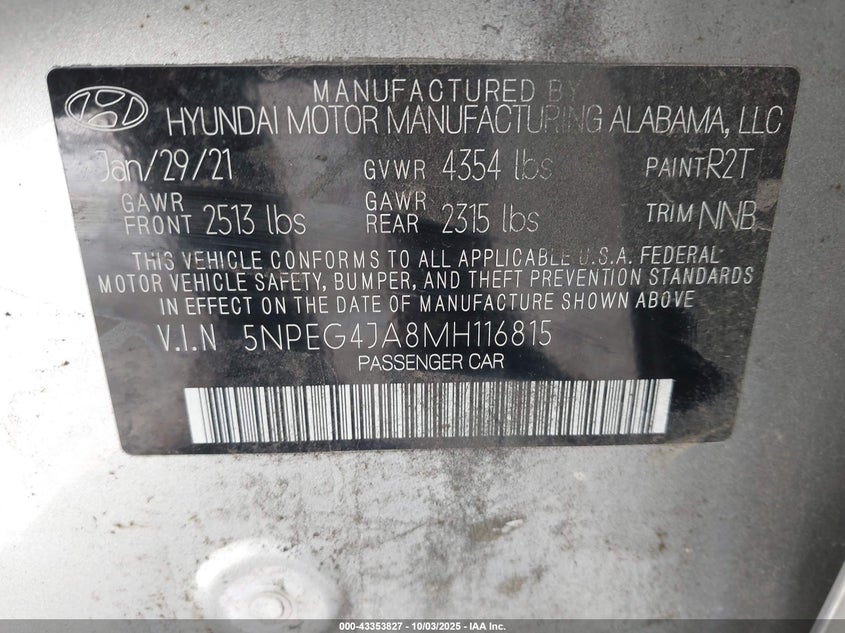 MANUFACTURED BY
HYUNDAI MOTOR MANUFACTURING ALABAMA, LLC
Jan/29/21 GVWR 4354 lbs PAINT R2T
GAWR FRONT 2513 lbs GAWR REAR 2315 lbs TRIM NNB
THIS VEHICLE CONFORMS TO ALL APPLICABLE U.S.A. FEDERAL
MOTOR VEHICLE SAFETY, BUMPER, AND THEFT PREVENTION STANDARDS
IN EFFECT ON THE DATE OF MANUFACTURE SHOWN ABOVE
V.I.N 5NPEG4JA8MH116815
PASSENGER CAR
000-43353827 - 10/03/2025 - IAA Inc.